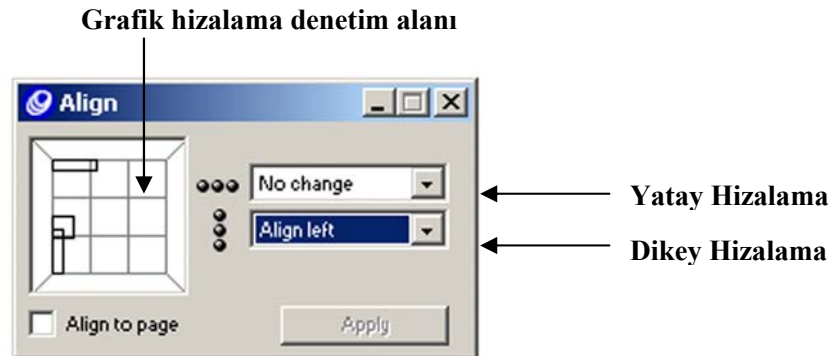 Grafik hizalama denetim alanı
Align
No change
Yatay Hizalama
Align left
Dikey Hizalama
Align to page
Apply